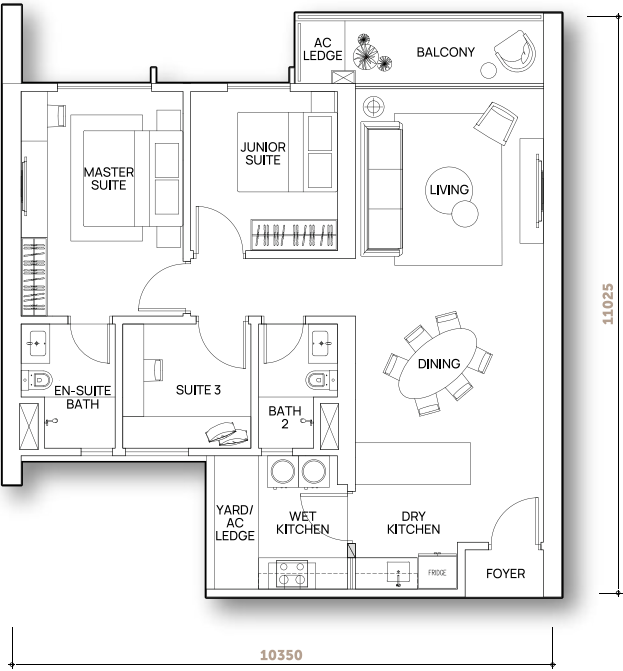 AC
LEDGE
BALCONY
MASTER
SUITE
JUNIOR
SUITE
LIVING
11025
DINING
EN-SUITE
BATH
SUITE 3
BATH
2
YARD/
AC
LEDGE
WET
KITCHEN
DRY
KITCHEN
FRIDGE
FOYER
10350